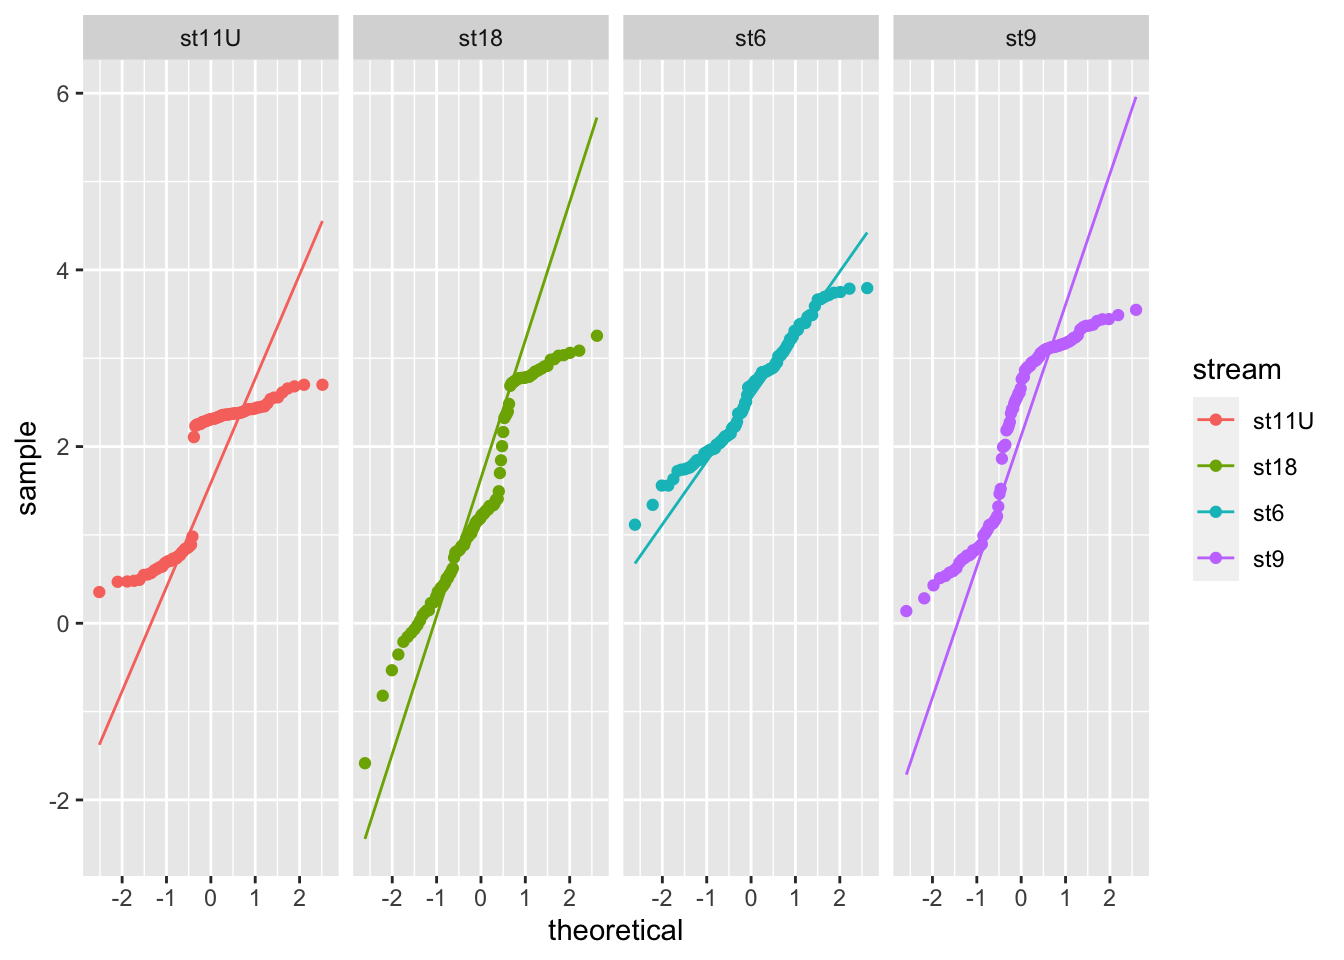 st11U st18 st6 st9
6
4
2
0
-2
sample
-2 -1 0 1 2 -2 -1 0 1 2 -2 -1 0 1 2 -2 -1 0 1 2
theoretical
stream
st11U
st18
st6
st9